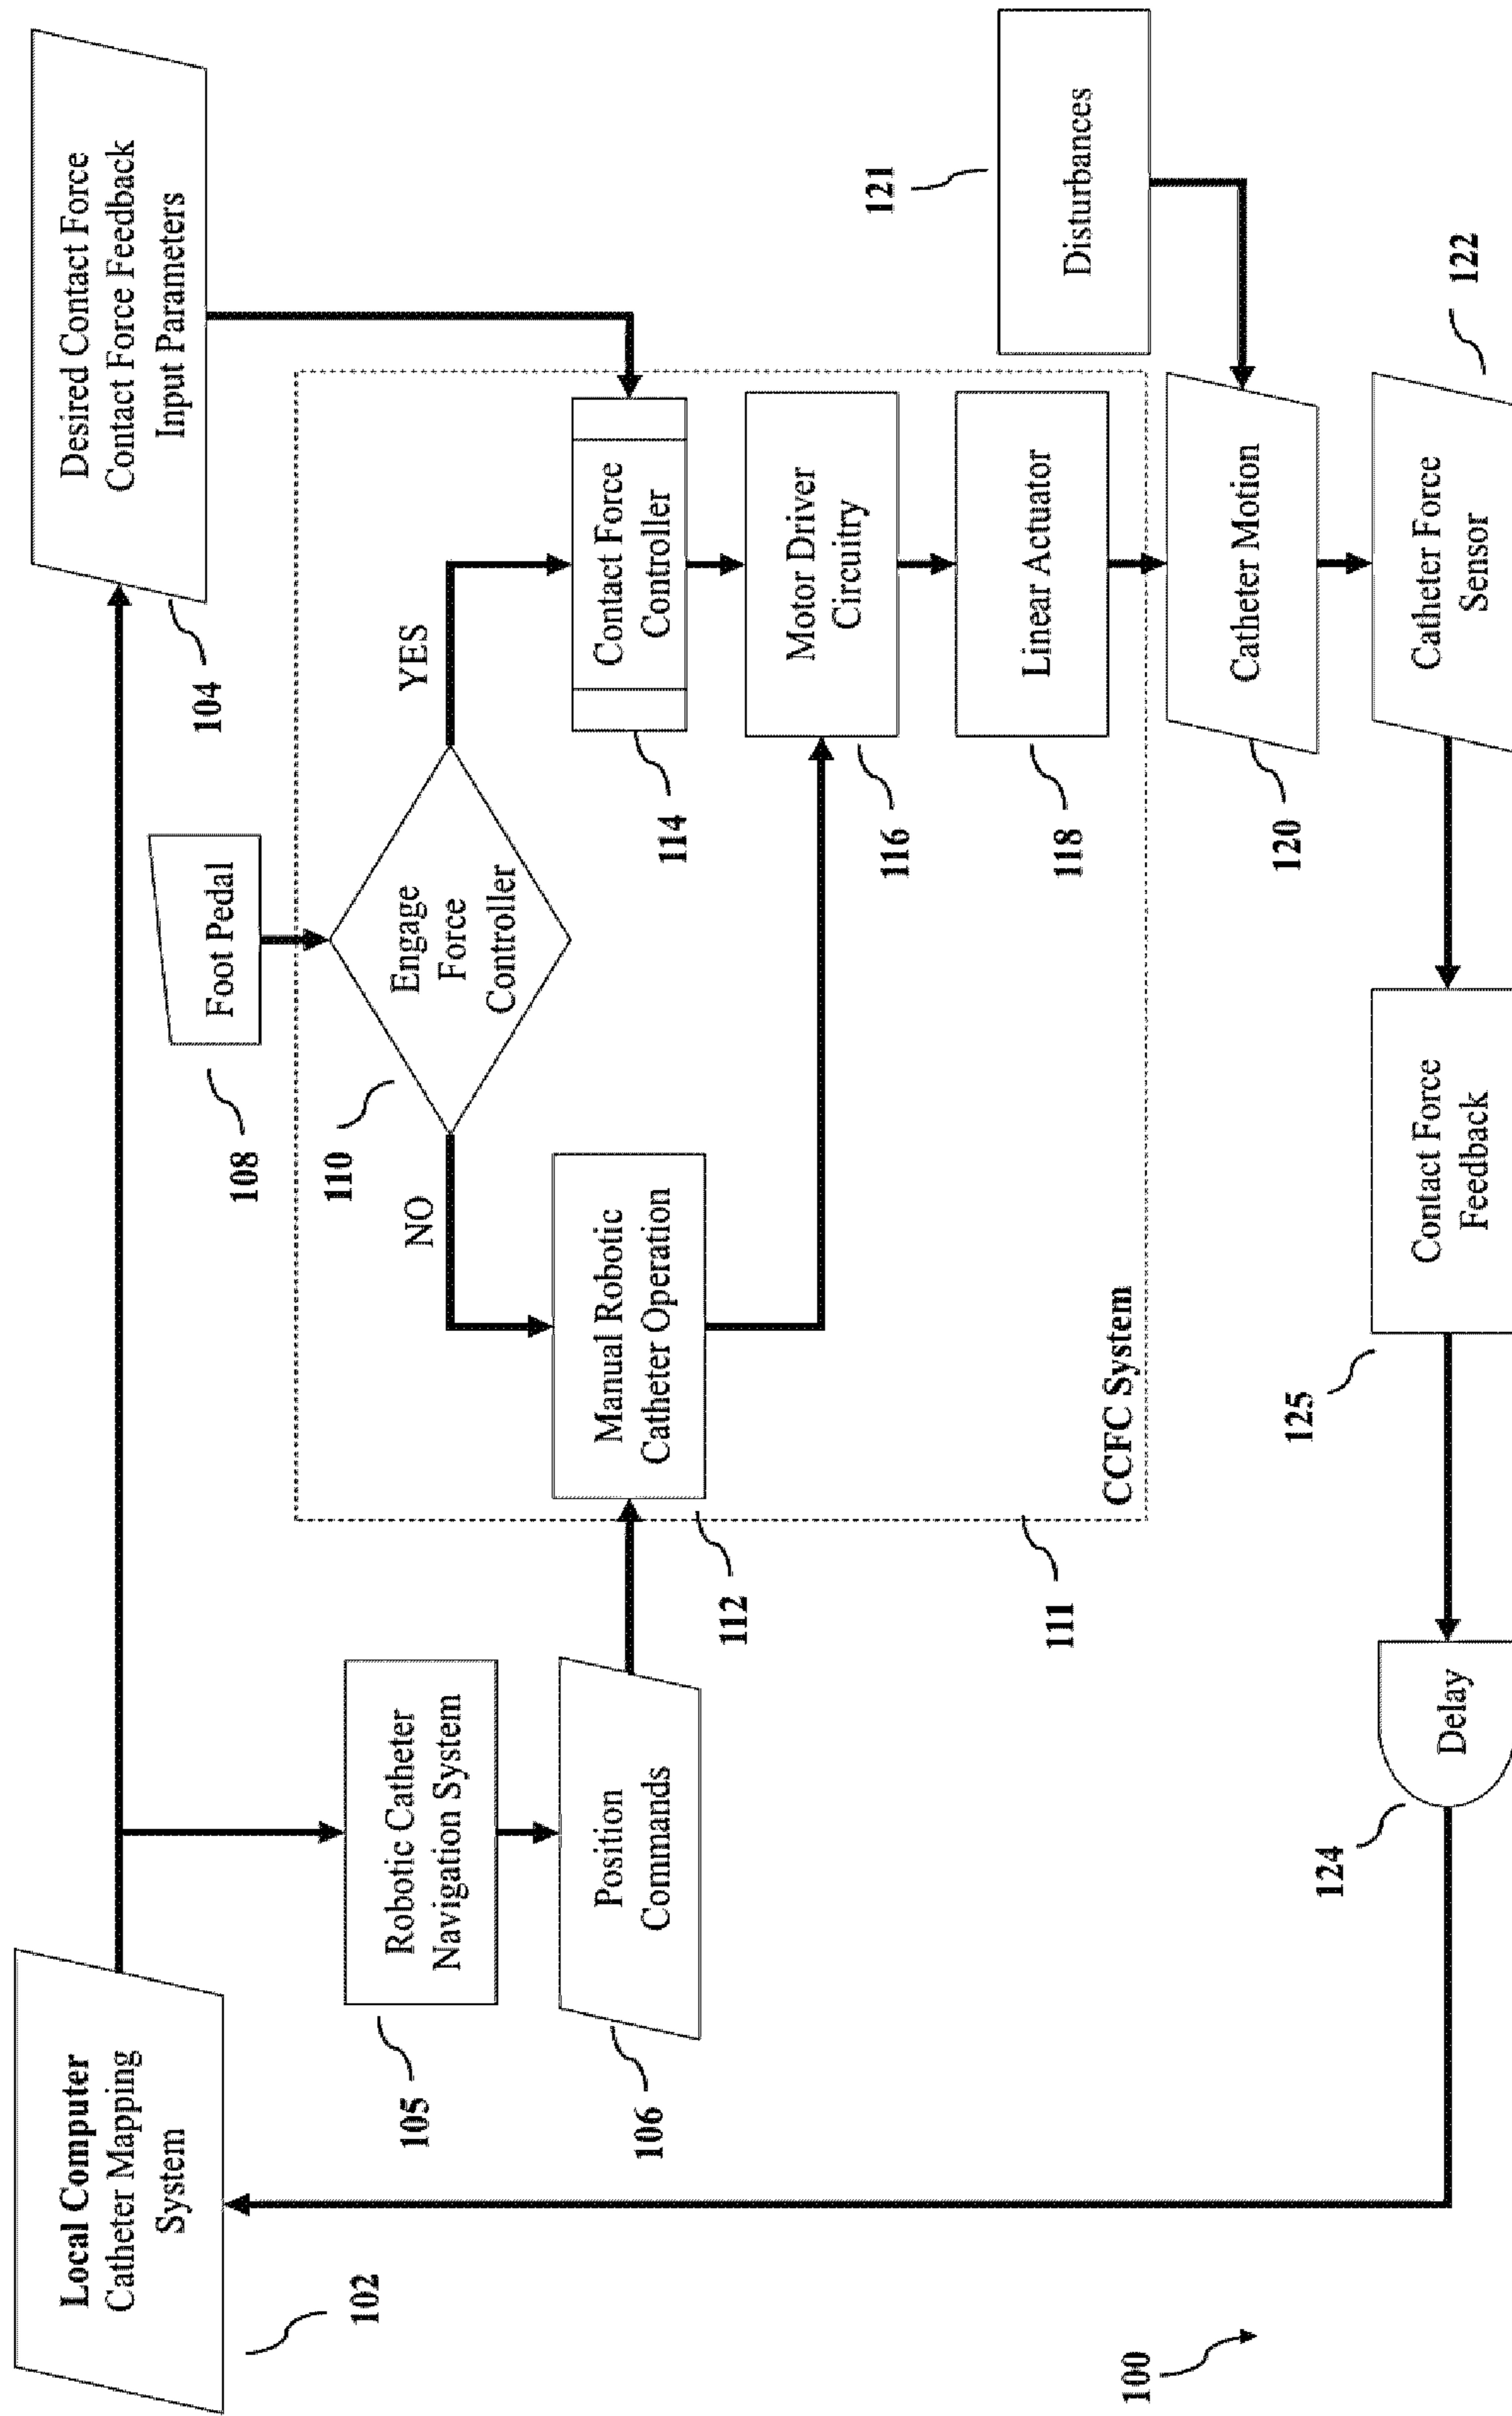 Local Computer
Catheter Mapping
System
102
Desired Contact Force
Contact Force Feedback
Input Parameters
104
Foot Pedal
108
Robotic Catheter
Navigation System
105
Position
Commands
106
Engage
Force
Controller
110
NO
YES
Manual Robotic
Catheter Operation
112
Contact Force
Controller
114
Motor Driver
Circuitry
116
Linear Actuator
118
CCFC System
111
Disturbances
121
Catheter Motion
120
Catheter Force
Sensor
122
Contact Force
Feedback
125
Delay
124
100